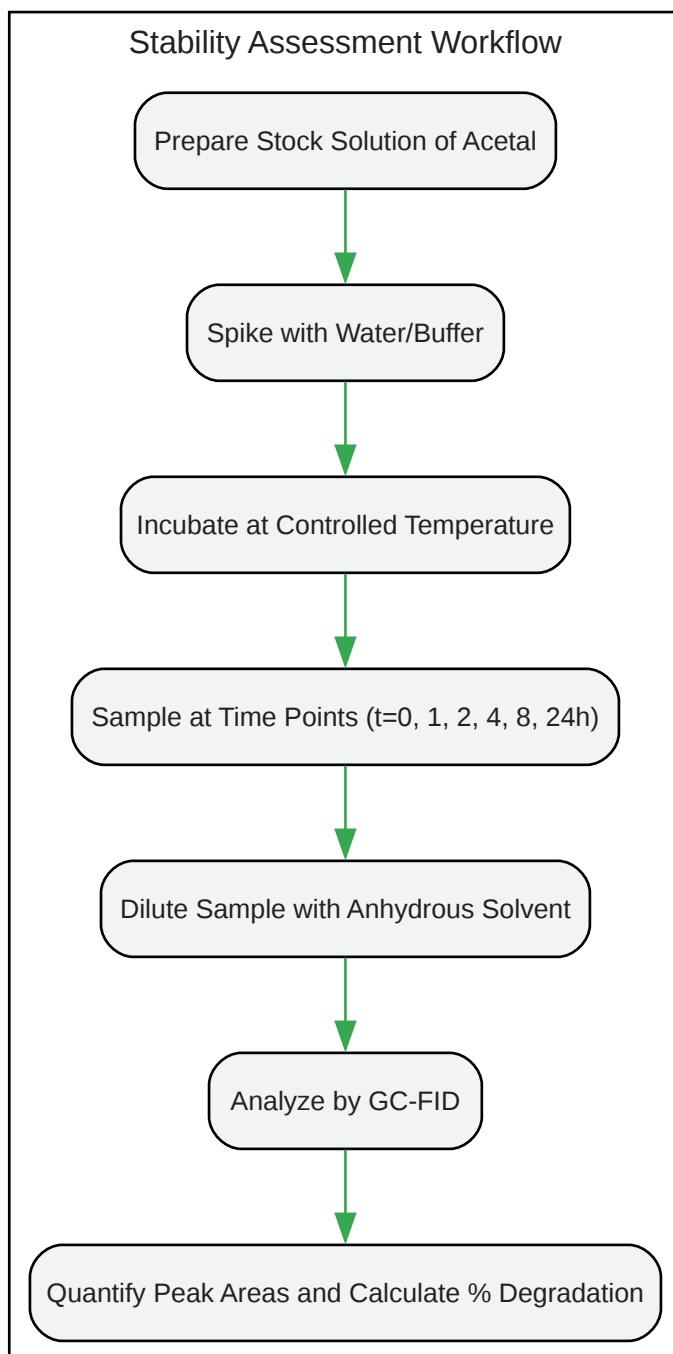 Stability Assessment Workflow
Prepare Stock Solution of Acetal
Spike with Water/Buffer
Incubate at Controlled Temperature
Sample at Time Points (t=0, 1, 2, 4, 8, 24h)
Dilute Sample with Anhydrous Solvent
Analyze by GC-FID
Quantify Peak Areas and Calculate % Degradation